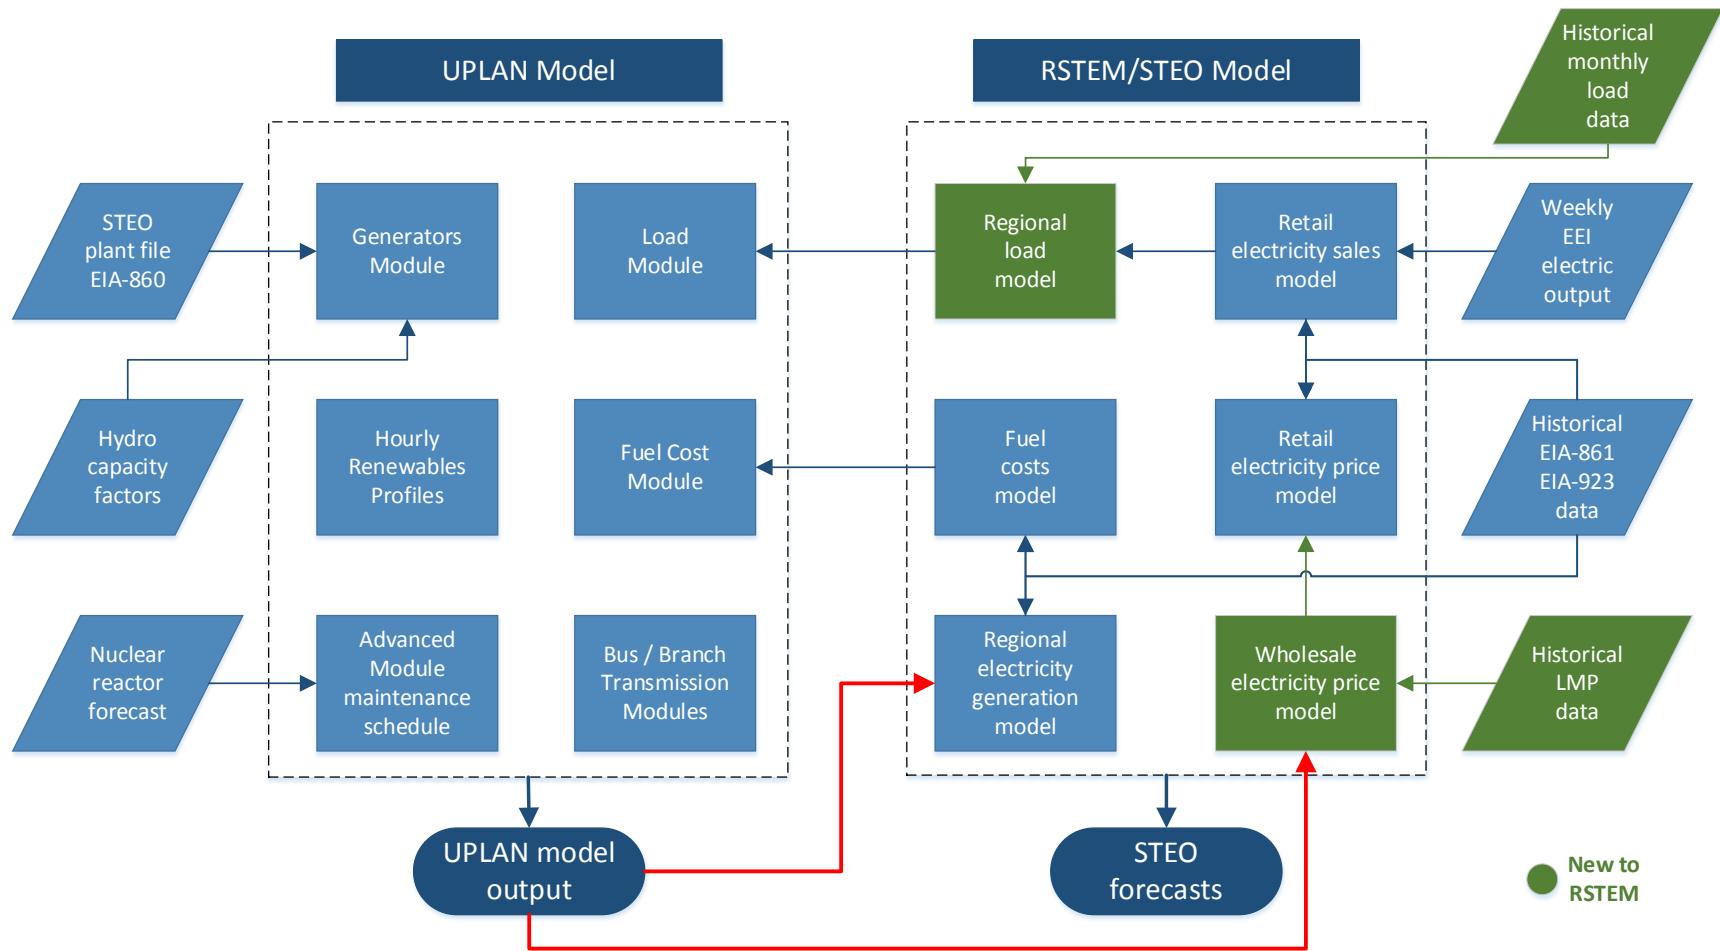 UPLAN Model
RSTEM/STEO Model
Historical
monthly
load
data
STEO
plant file
EIA-860
Generators
Module
Load
Module
Regional
load
model
Retail
electricity sales
model
Weekly
EEI
electric
output
Hydro
capacity
factors
Hourly
Renewables
Profiles
Fuel Cost
Module
Fuel
costs
model
Retail
electricity price
model
Historical
EIA-861
EIA-923
data
Nuclear
reactor
forecast
Advanced
Module
maintenance
schedule
Bus / Branch
Transmission
Modules
Regional
electricity
generation
model
Wholesale
electricity price
model
Historical
LMP
data
UPLAN model
output
STEO
forecasts
New to
RSTEM